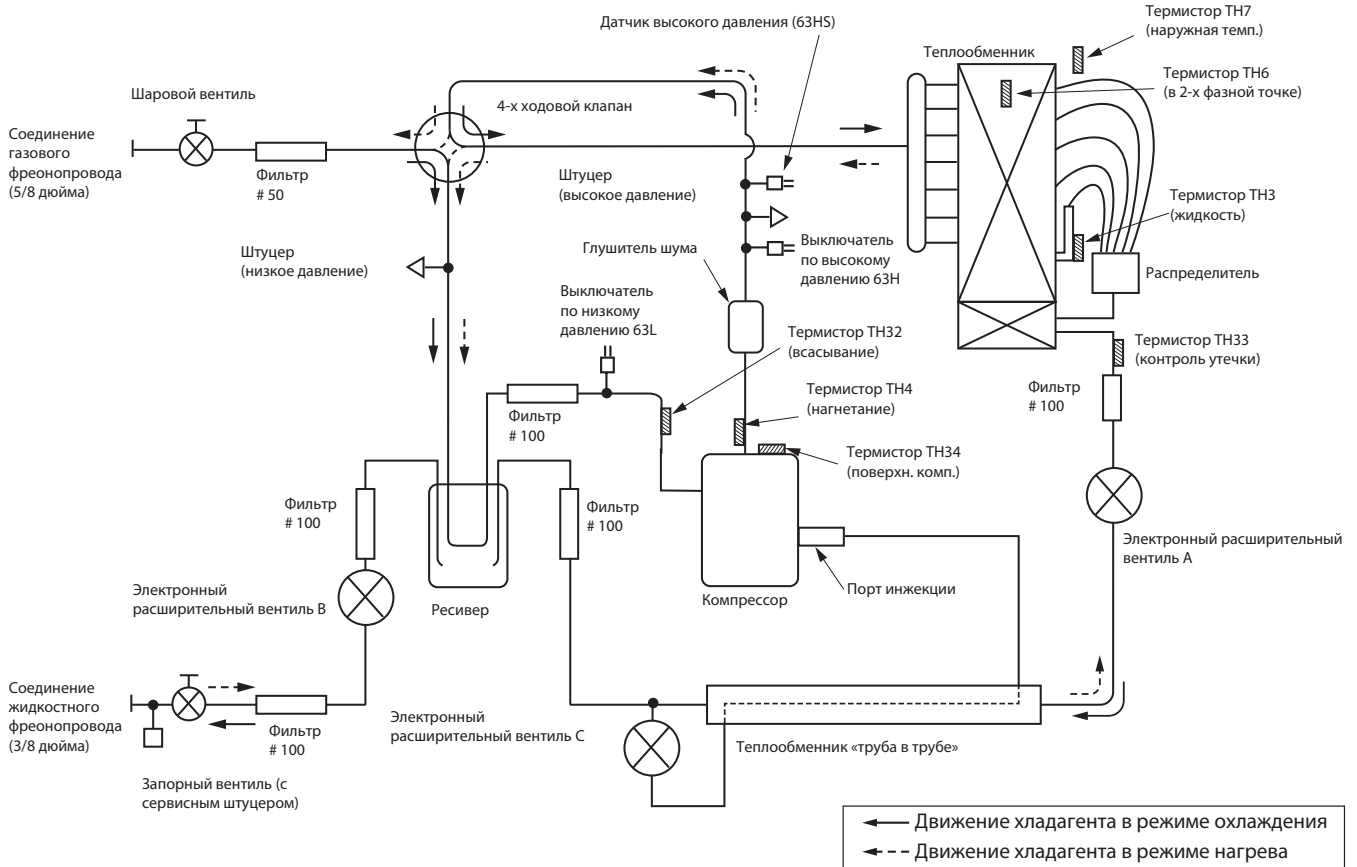 Датчик высокого давления (63HS)
Термистор TH7
(наружная темп.)
Теплообменник
Термистор TH6
(в 2-х фазной точке)
Шаровой вентиль
4-х ходовой клапан
Соединение
газового
фреонопровода
(5/8 дюйма)
Фильтр
# 50
Штуцер
(высокое давление)
Термистор TH3
(жидкость)
Штуцер
(низкое давление)
Глушитель шума
Выключатель
по высокому
давлению 63H
Распределитель
Выключатель
по низкому
давлению 63L
Термистор TH32
(всасывание)
Термистор TH33
(контроль утечки)
Фильтр
# 100
Термистор TH4
(нагнетание)
Фильтр
# 100
Термистор TH34
(поверхн. комп.)
Фильтр
# 100
Фильтр
# 100
Электронный расширительный
вентиль A
Порт инжекции
Электронный
расширительный вентиль B
Ресивер
Компрессор
Соединение
жидкостного
фреонопровода
(3/8 дюйма)
Фильтр
# 100
Электронный
расширительный вентиль C
Теплообменник «труба в трубе»
Запорный вентиль (с
сервисным штуцером)
Движение хладагента в режиме охлаждения
Движение хладагента в режиме нагрева